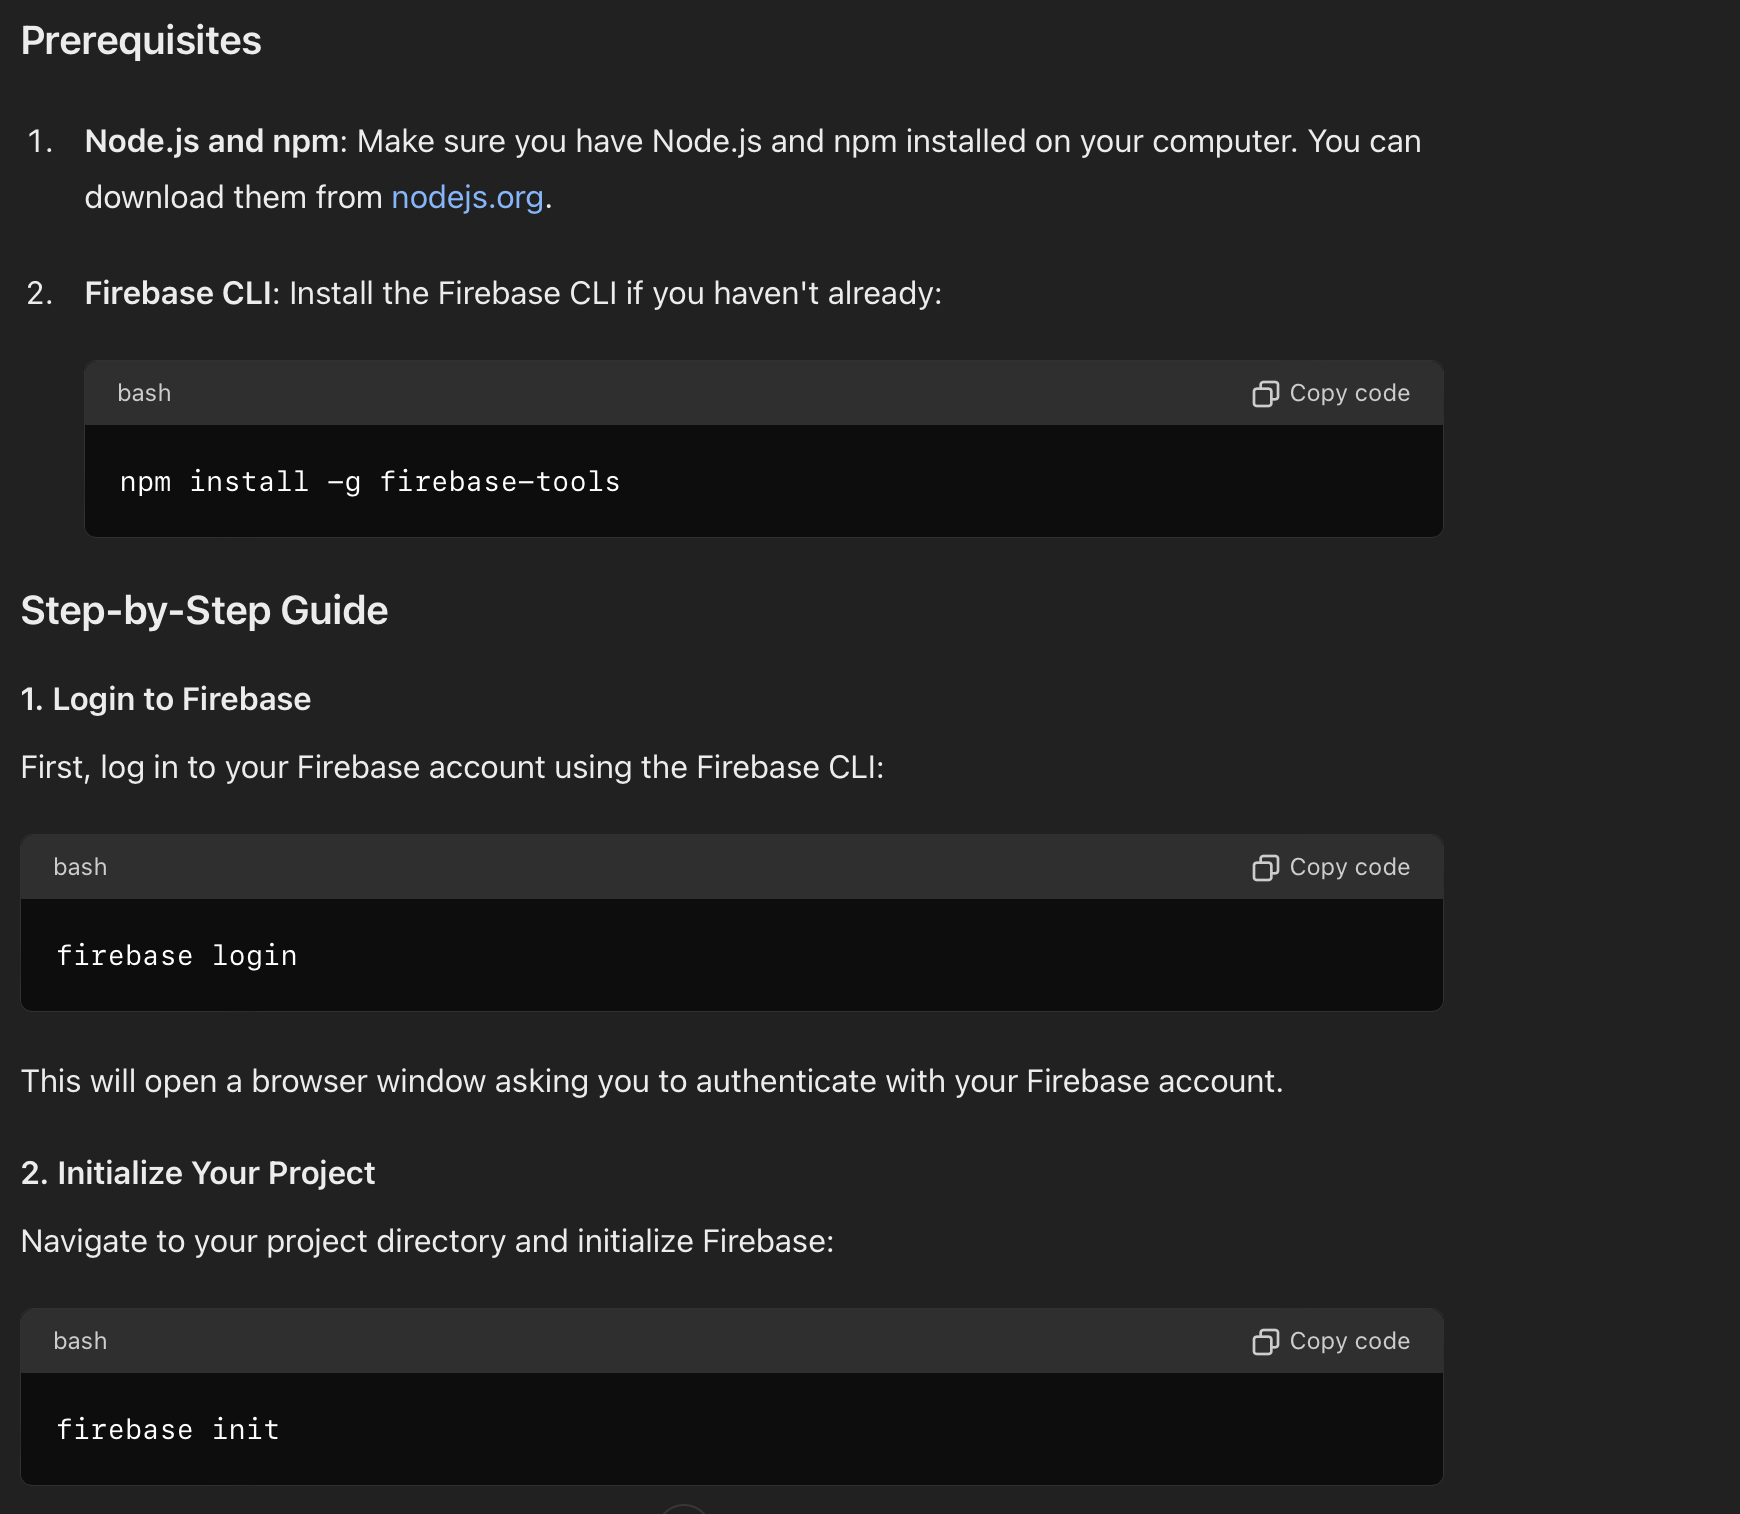 Prerequisites
1. Node.js and npm: Make sure you have Node.js and npm installed on your computer. You can
download them from nodejs.org.
2. Firebase CLI: Install the Firebase CLI if you haven't already:
bash
Copy code
npm install -g firebase-tools
Step-by-Step Guide
1. Login to Firebase
First, log in to your Firebase account using the Firebase CLI:
bash
Copy code
firebase login
This will open a browser window asking you to authenticate with your Firebase account.
2. Initialize Your Project
Navigate to your project directory and initialize Firebase:
bash
Copy code
firebase init